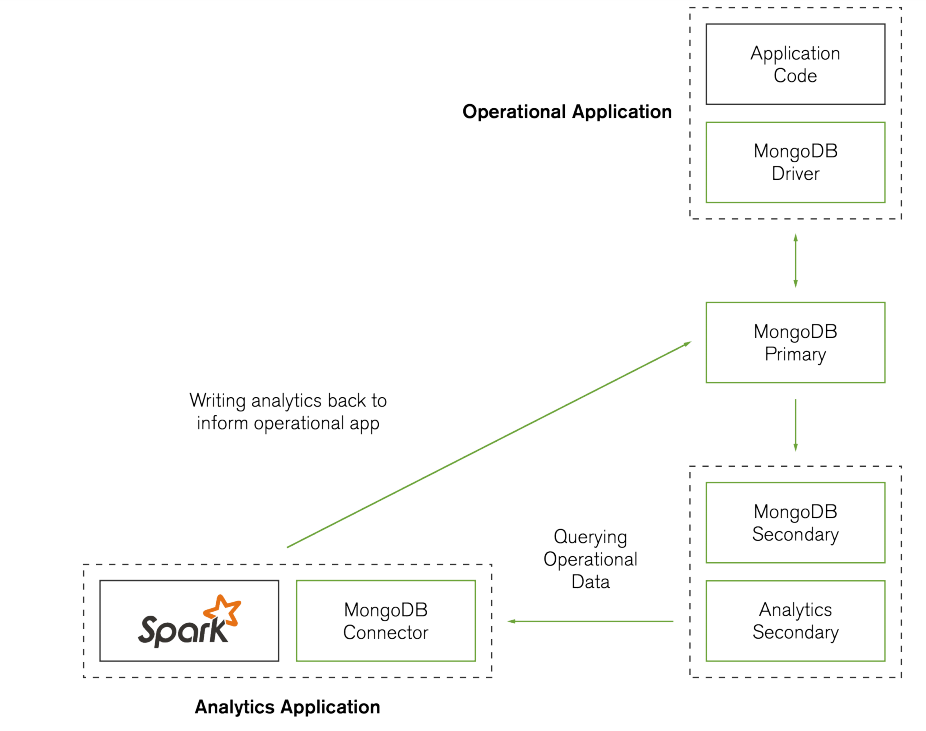 Application
Code
Operational Application
MongoDB
Driver
MongoDB
Primary
Writing analytics back to
inform operational app
MongoDB
Secondary
Querying
Operational
Data
Analytics
Secondary
Spark
MongoDB
Connector
Analytics Application